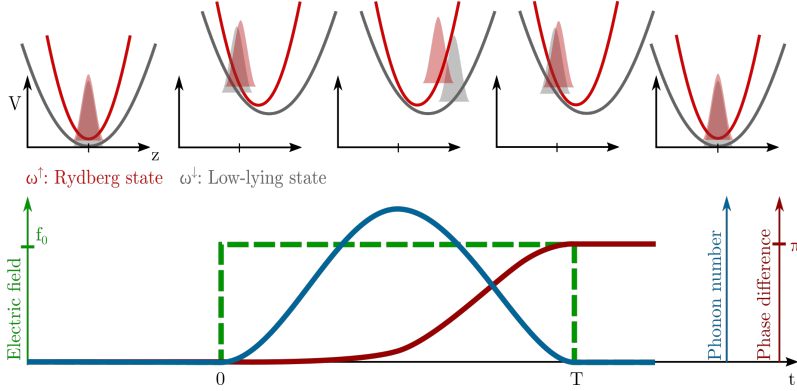 V
z
ω↑: Rydberg state ω↓: Low-lying state
f₀
Electric field
Phonon number
Phase difference
π
0
T
t